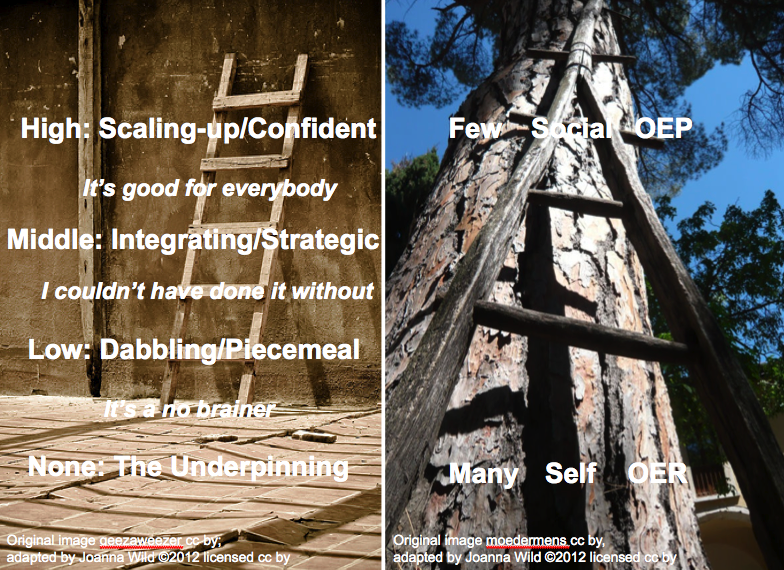 High: Scaling-up/Confident
It's good for everybody
Middle: Integrating/Strategic
I couldn't have done it without
Low: Dabbling/Piecemeal
It's a no brainer
None: The Underpinning
Original image geezaweezer cc by;
adapted by Joanna Wild ©2012 licensed cc by
Few Social OEP
Many Self OER
Original image moedermens cc by,
adapted by Joanna Wild ©2012 licensed cc by